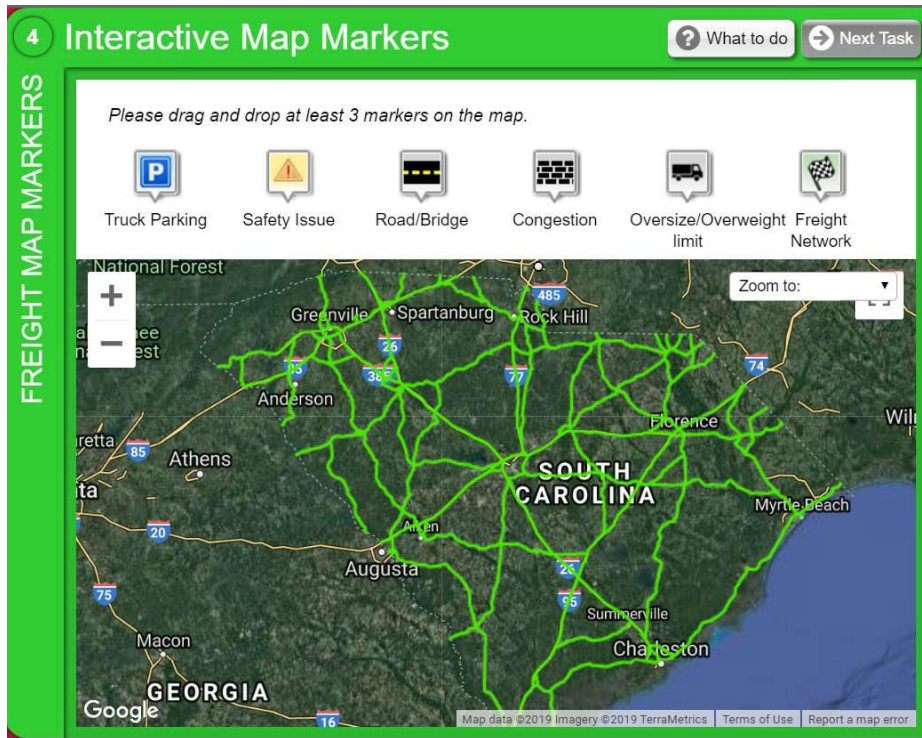 4 Interactive Map Markers
What to do
Next Task
FREIGHT MAP MARKERS
Please drag and drop at least 3 markers on the map.
P
Truck Parking
Safety Issue
Road/Bridge
Congestion
Oversize/Overweight
limit
Freight
Network
National Forest
+
−
Zoom to:
485
Greenville
Spartanburg
Rock Hill
26
85
385
77
74
Anderson
Florence
85
Athens
SOUTH
CAROLINA
Myrtle Beach
20
Aiken
Augusta
26
95
75
Summerville
Macon
Charleston
GEORGIA
16
Google
Map data ©2019 Imagery ©2019 TerraMetrics
Terms of Use
Report a map error